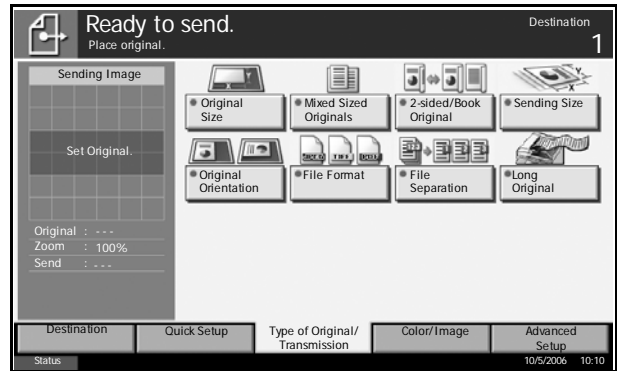 Ready to send.
Destination
Place original.
1
Sending Image
Set Original.
Original : ---
Zoom : 100%
Send : ---
Original
Size
Mixed Sized
Originals
2-sided/Book
Original
Sending Size
Original
Orientation
File Format
File
Separation
Long
Original
Destination
Quick Setup
Type of Original/
Transmission
Color/Image
Advanced
Setup
Status
10/5/2006 10:10